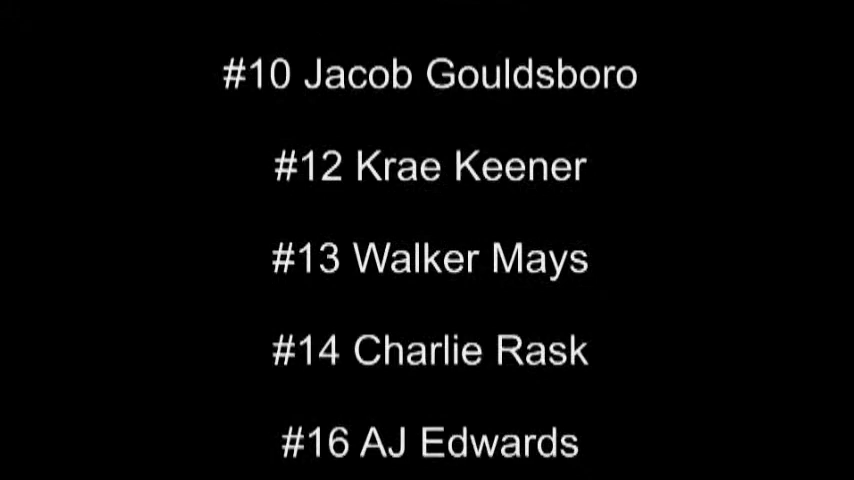 #10 Jacob Gouldsboro
#12 Krae Keener
#13 Walker Mays
#14 Charlie Rask
#16 AJ Edwards